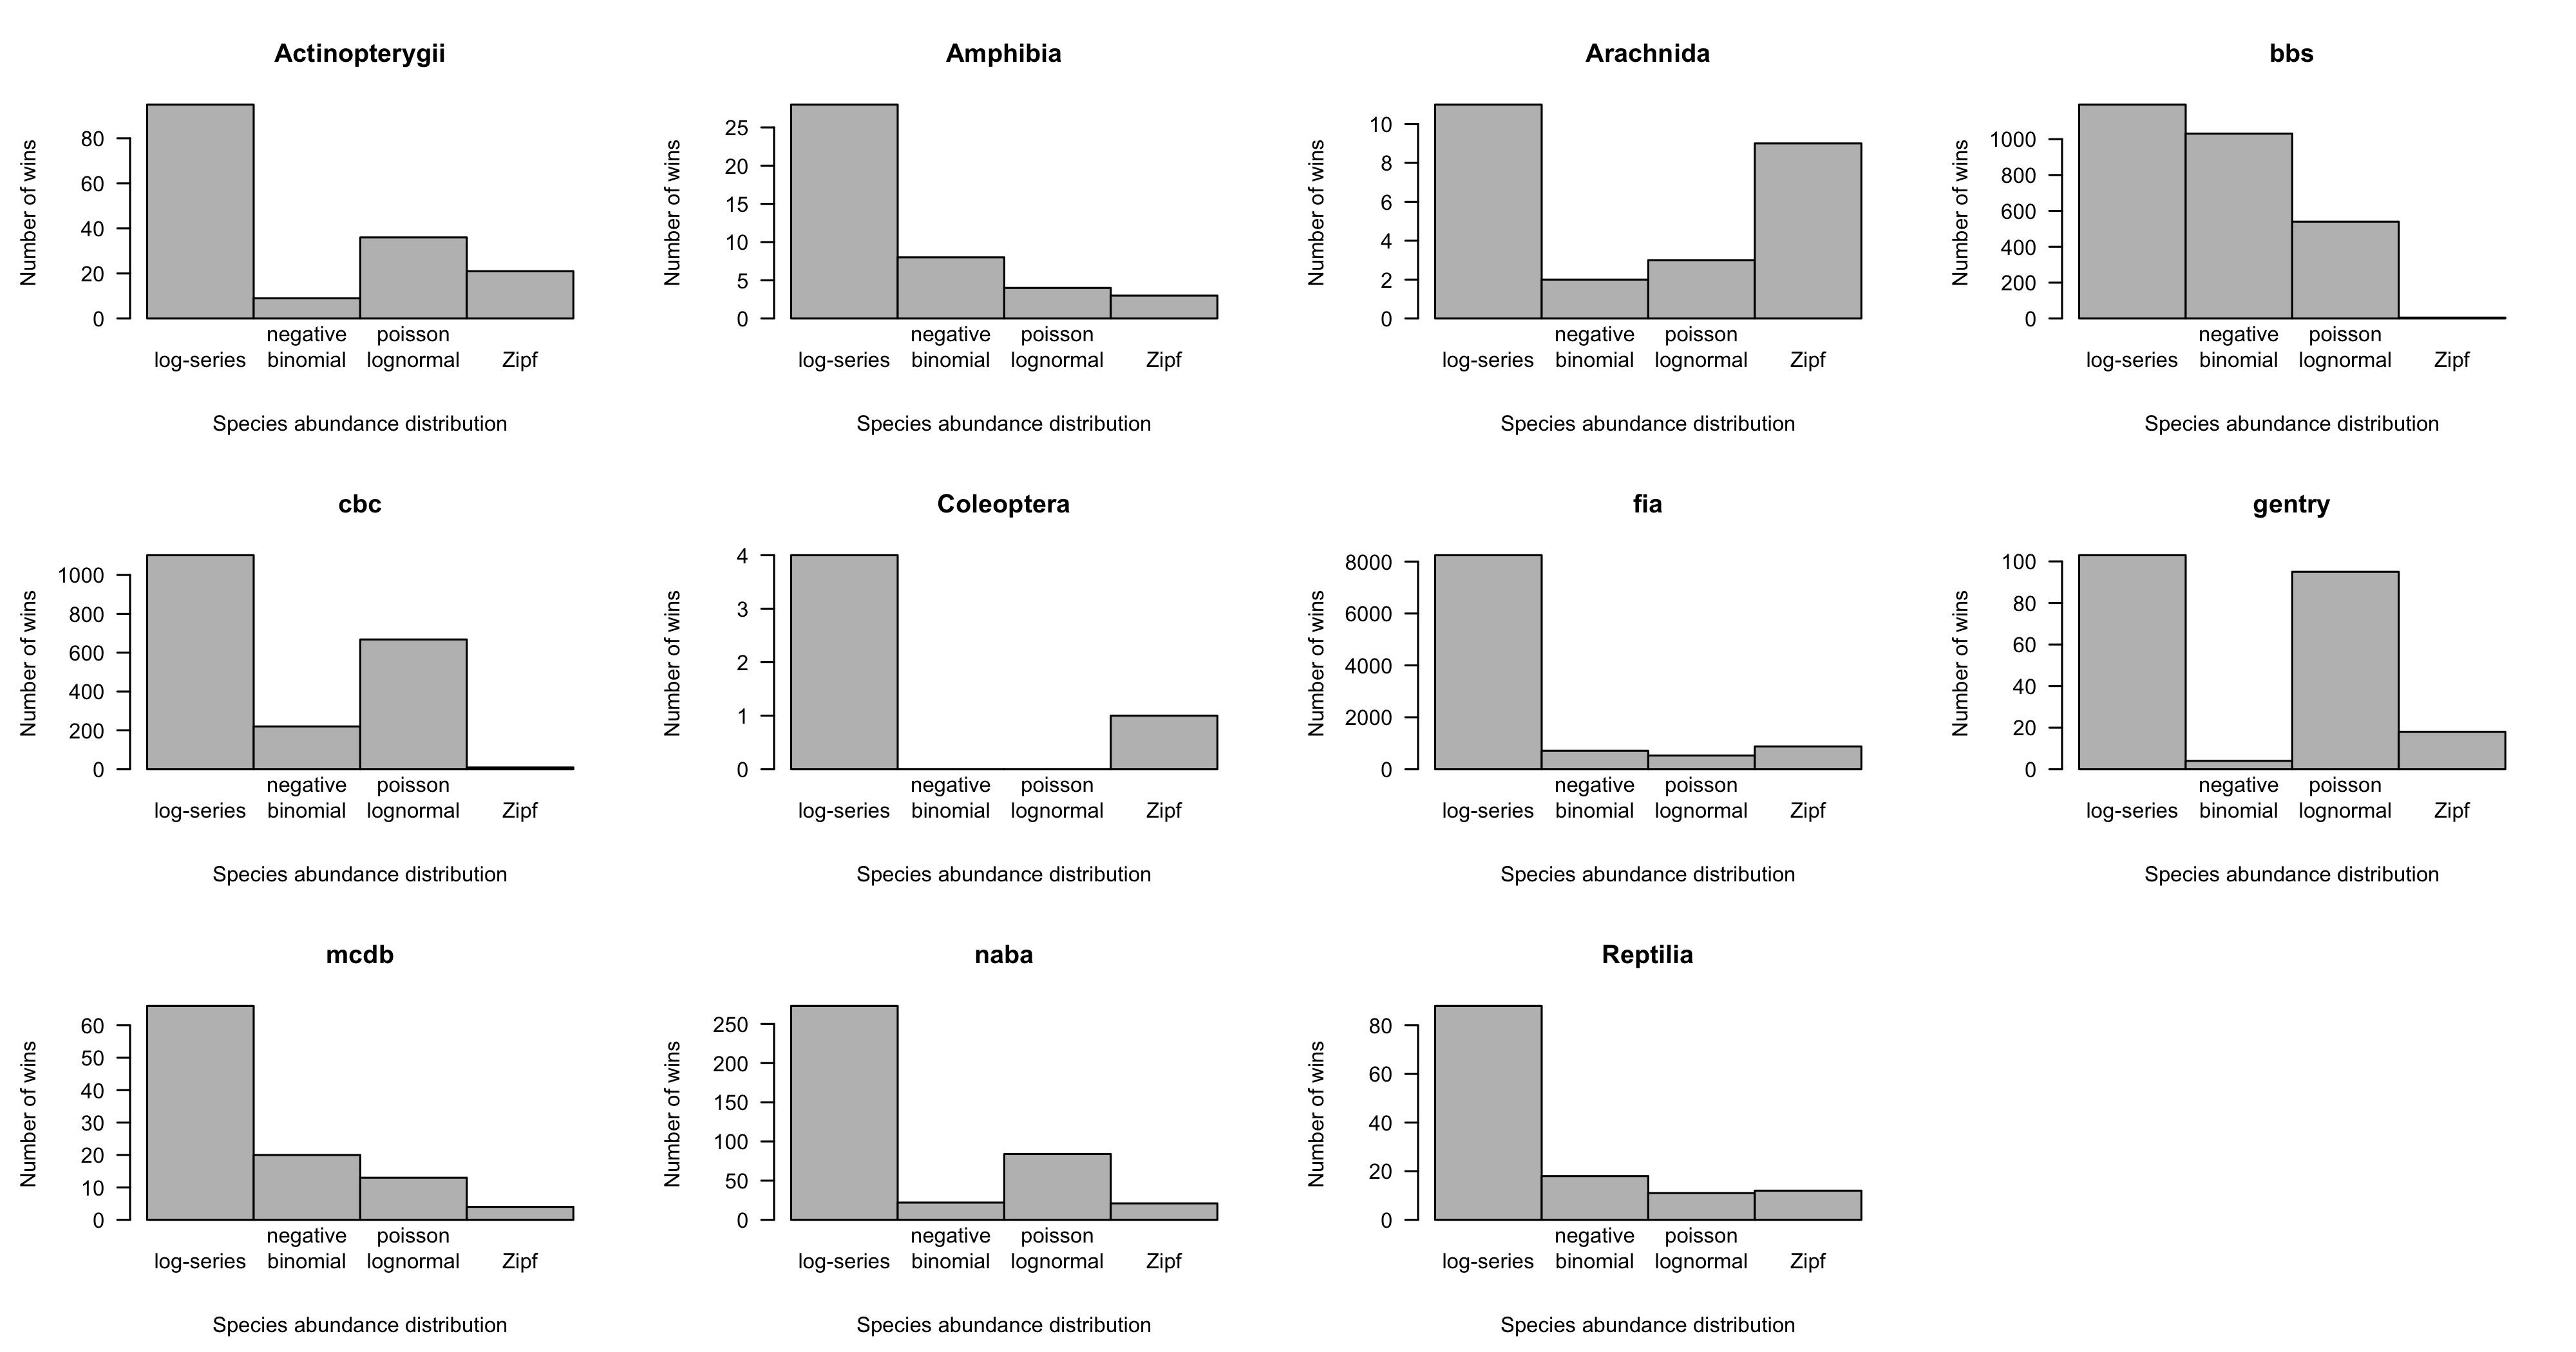 Actinopterygii
Number of wins
80
60
40
20
0
log-series
negative
binomial
poisson
lognormal
Zipf
Species abundance distribution
Amphibia
Number of wins
25
20
15
10
5
0
log-series
negative
binomial
poisson
lognormal
Zipf
Species abundance distribution
Arachnida
Number of wins
10
8
6
4
2
0
log-series
negative
binomial
poisson
lognormal
Zipf
Species abundance distribution
bbs
Number of wins
1000
800
600
400
200
0
log-series
negative
binomial
poisson
lognormal
Zipf
Species abundance distribution
cbc
Number of wins
1000
800
600
400
200
0
log-series
negative
binomial
poisson
lognormal
Zipf
Species abundance distribution
Coleoptera
Number of wins
4
3
2
1
0
log-series
negative
binomial
poisson
lognormal
Zipf
Species abundance distribution
fia
Number of wins
8000
6000
4000
2000
0
log-series
negative
binomial
poisson
lognormal
Zipf
Species abundance distribution
gentry
Number of wins
100
80
60
40
20
0
log-series
negative
binomial
poisson
lognormal
Zipf
Species abundance distribution
mcdb
Number of wins
60
50
40
30
20
10
0
log-series
negative
binomial
poisson
lognormal
Zipf
Species abundance distribution
naba
Number of wins
250
200
150
100
50
0
log-series
negative
binomial
poisson
lognormal
Zipf
Species abundance distribution
Reptilia
Number of wins
80
60
40
20
0
log-series
negative
binomial
poisson
lognormal
Zipf
Species abundance distribution